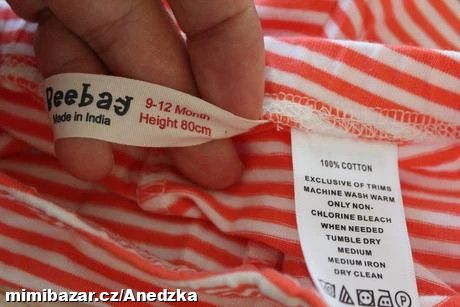 Beebay
Made in India
9-12 Month
Height 80cm
100% COTTON
EXCLUSIVE OF TRIMS
MACHINE WASH WARM
ONLY NON-
CHLORINE BLEACH
WHEN NEEDED
TUMBLE DRY
MEDIUM
MEDIUM IRON
DRY CLEAN
mimibazar.cz/Anedzka